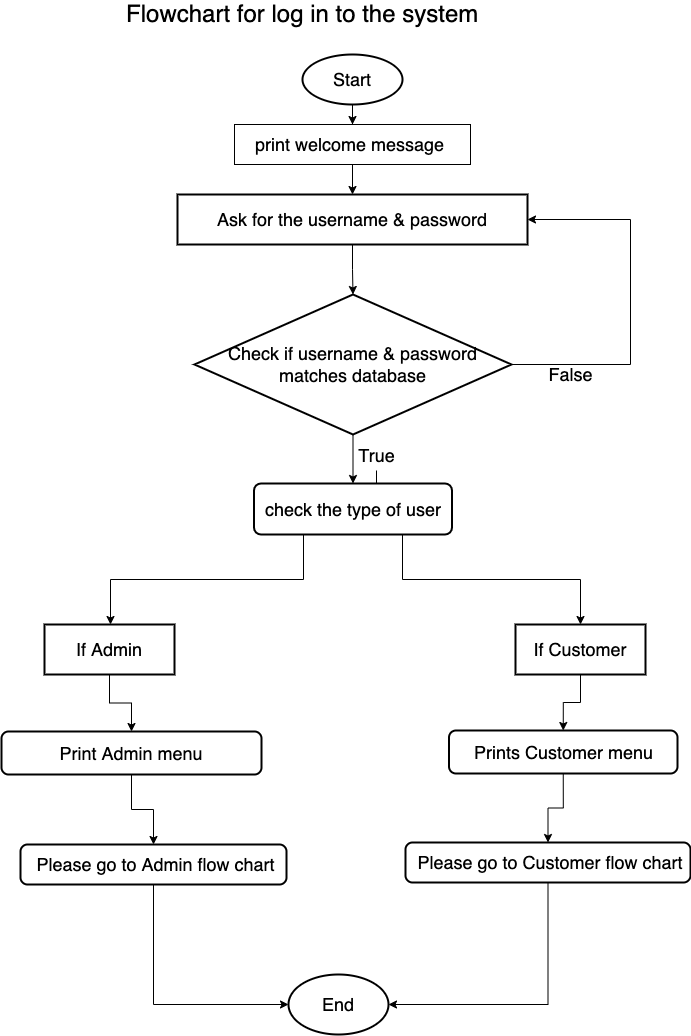 Flowchart for log in to the system
Start
print welcome message
Ask for the username & password
Check if username & password
matches database
False
True
check the type of user
If Admin
If Customer
Print Admin menu
Prints Customer menu
Please go to Admin flow chart
Please go to Customer flow chart
End